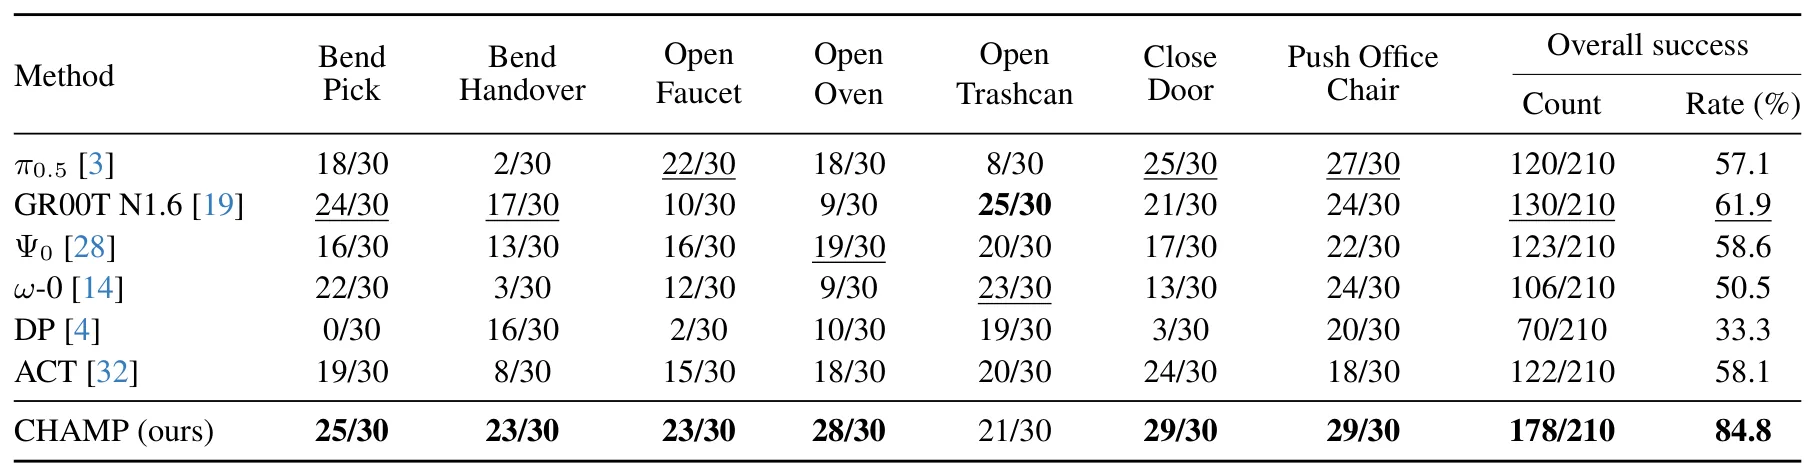 Method Bend Pick Bend Handover Open Faucet Open Oven Open Trashcan Close Door Push Office Chair Overall success Count Rate (%)
π0.5 [3] 18/30 2/30 22/30 18/30 8/30 25/30 27/30 120/210 57.1
GR00T N1.6 [19] 24/30 17/30 10/30 9/30 25/30 21/30 24/30 130/210 61.9
Ψ0 [28] 16/30 13/30 16/30 19/30 20/30 17/30 22/30 123/210 58.6
ω-0 [14] 22/30 3/30 12/30 9/30 23/30 13/30 24/30 106/210 50.5
DP [4] 0/30 16/30 2/30 10/30 19/30 3/30 20/30 70/210 33.3
ACT [32] 19/30 8/30 15/30 18/30 20/30 24/30 18/30 122/210 58.1
CHAMP (ours) 25/30 23/30 23/30 28/30 21/30 29/30 29/30 178/210 84.8